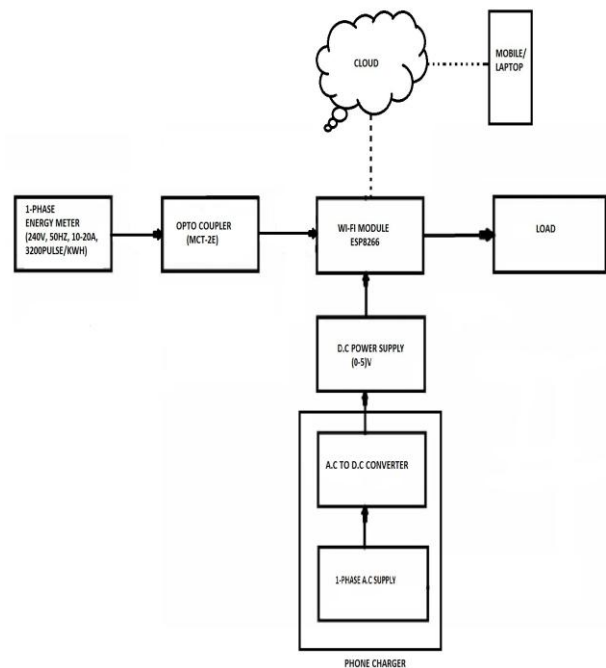 CLOUD
MOBILE/
LAPTOP
1-PHASE
ENERGY METER
(240V, 50HZ, 10-20A,
3200PULSE/KWH)
OPTO COUPLER
(MCT-2E)
WI-FI MODULE
ESP8266
LOAD
D.C POWER SUPPLY
(0-5)V
A.C TO D.C CONVERTER
1-PHASE A.C SUPPLY
PHONE CHARGER